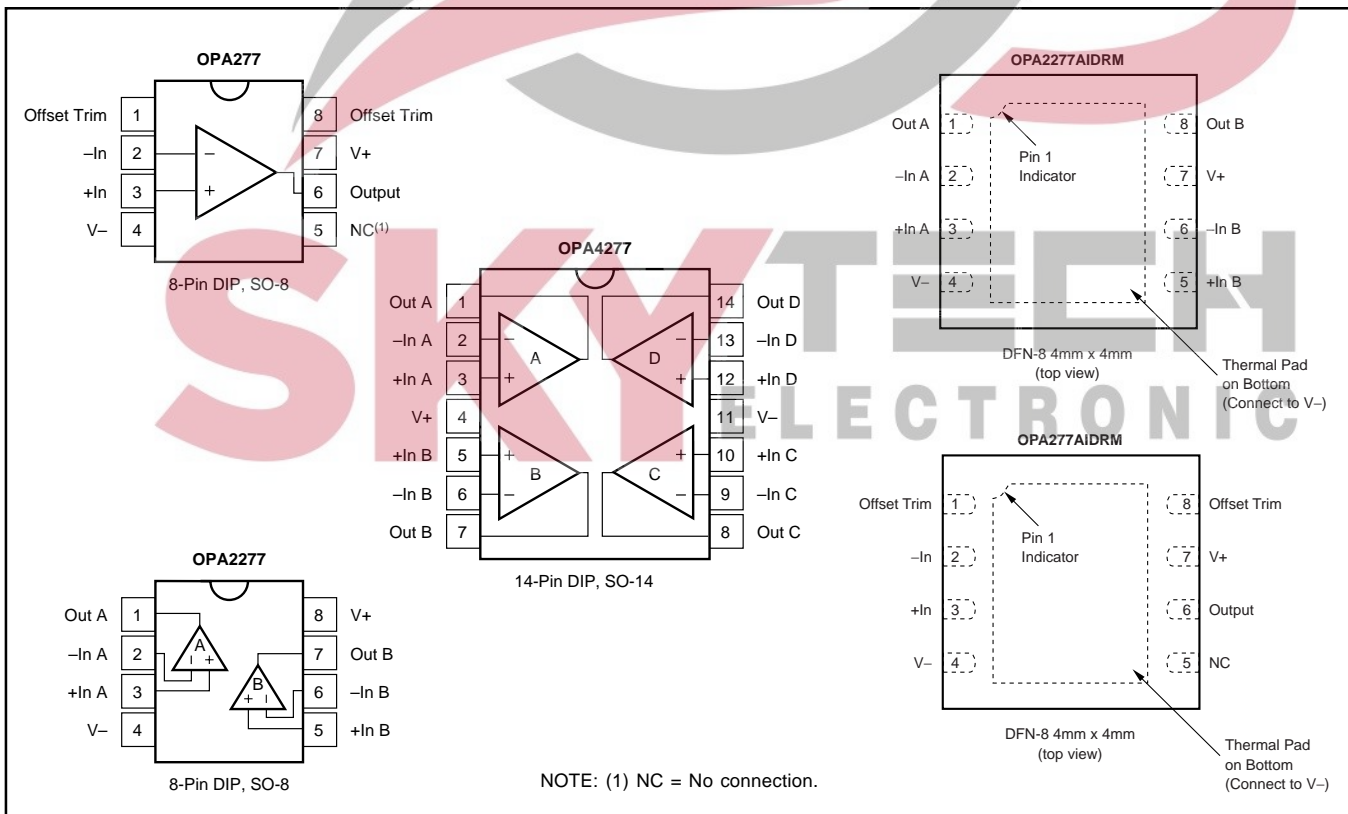 OPA277
Offset Trim 1 8 Offset Trim
–In 2 – 7 V+
+In 3 + 6 Output
V– 4 5 NC(1)
8-Pin DIP, SO-8
OPA4277
Out A 1 14 Out D
–In A 2 – – 13 –In D
A D
+In A 3 + + 12 +In D
V+ 4 11 V–
+In B 5 + + 10 +In C
B C
–In B 6 – – 9 –In C
Out B 7 8 Out C
14-Pin DIP, SO-14
OPA2277
Out A 1 8 V+
A
–In A 2 – + 7 Out B
B
+In A 3 + – 6 –In B
V– 4 5 +In B
8-Pin DIP, SO-8
NOTE: (1) NC = No connection.
OPA2277AIDRM
Out A 1 8 Out B
Pin 1
Indicator
–In A 2 7 V+
+In A 3 6 –In B
V– 4 5 +In B
DFN-8 4mm x 4mm
(top view)
Thermal Pad
on Bottom
(Connect to V–)
OPA277AIDRM
Offset Trim 1 8 Offset Trim
Pin 1
Indicator
–In 2 7 V+
+In 3 6 Output
V– 4 5 NC
DFN-8 4mm x 4mm
(top view)
Thermal Pad
on Bottom
(Connect to V–)
SKYTECH
ELECTRONIC